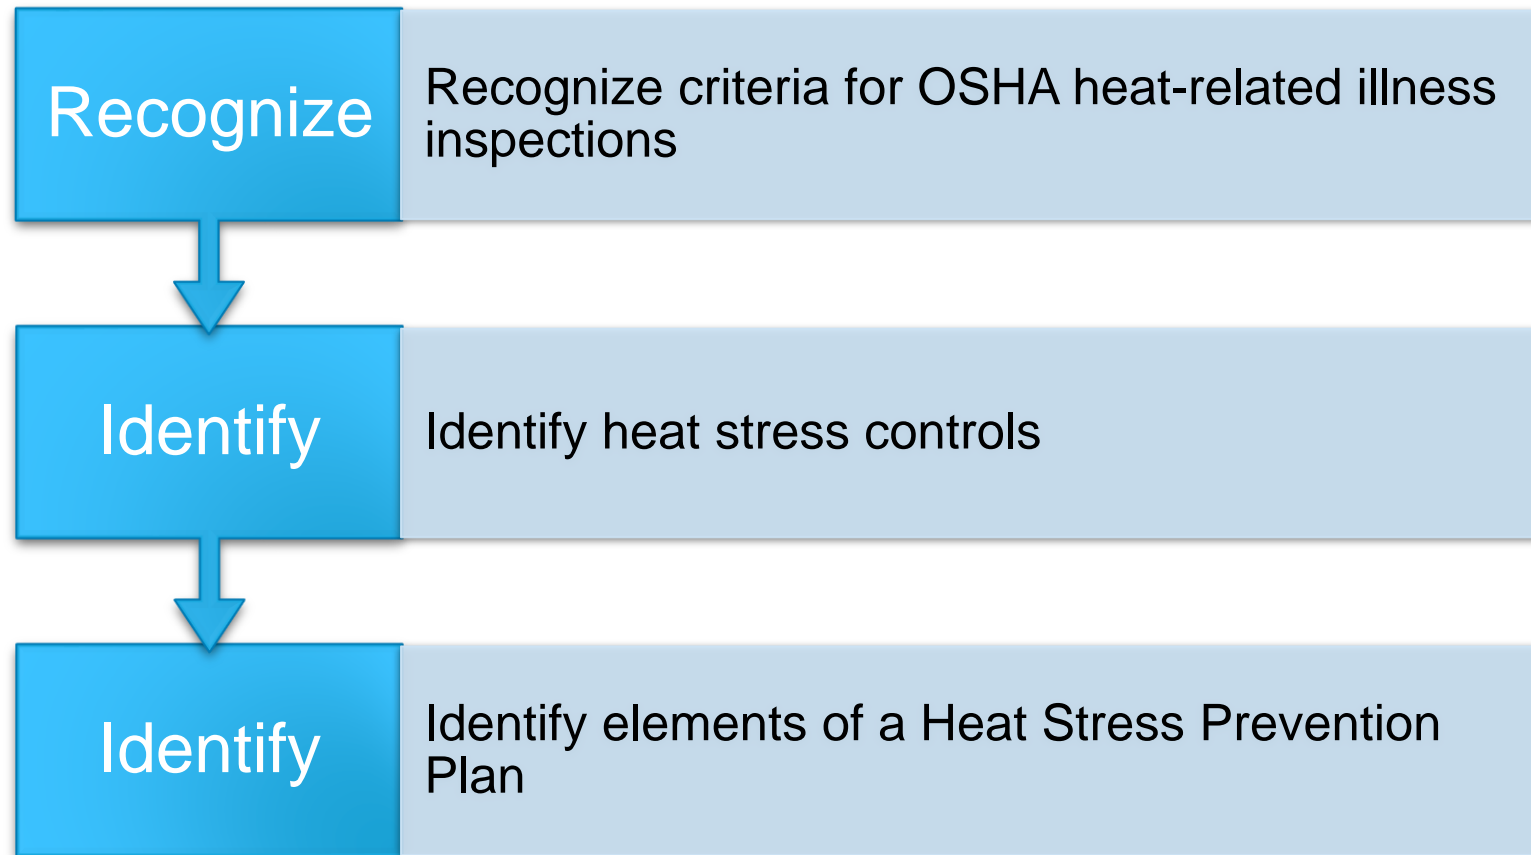 Recognize
Recognize criteria for OSHA heat-related illness
inspections
Identify
Identify heat stress controls
Identify
Identify elements of a Heat Stress Prevention
Plan